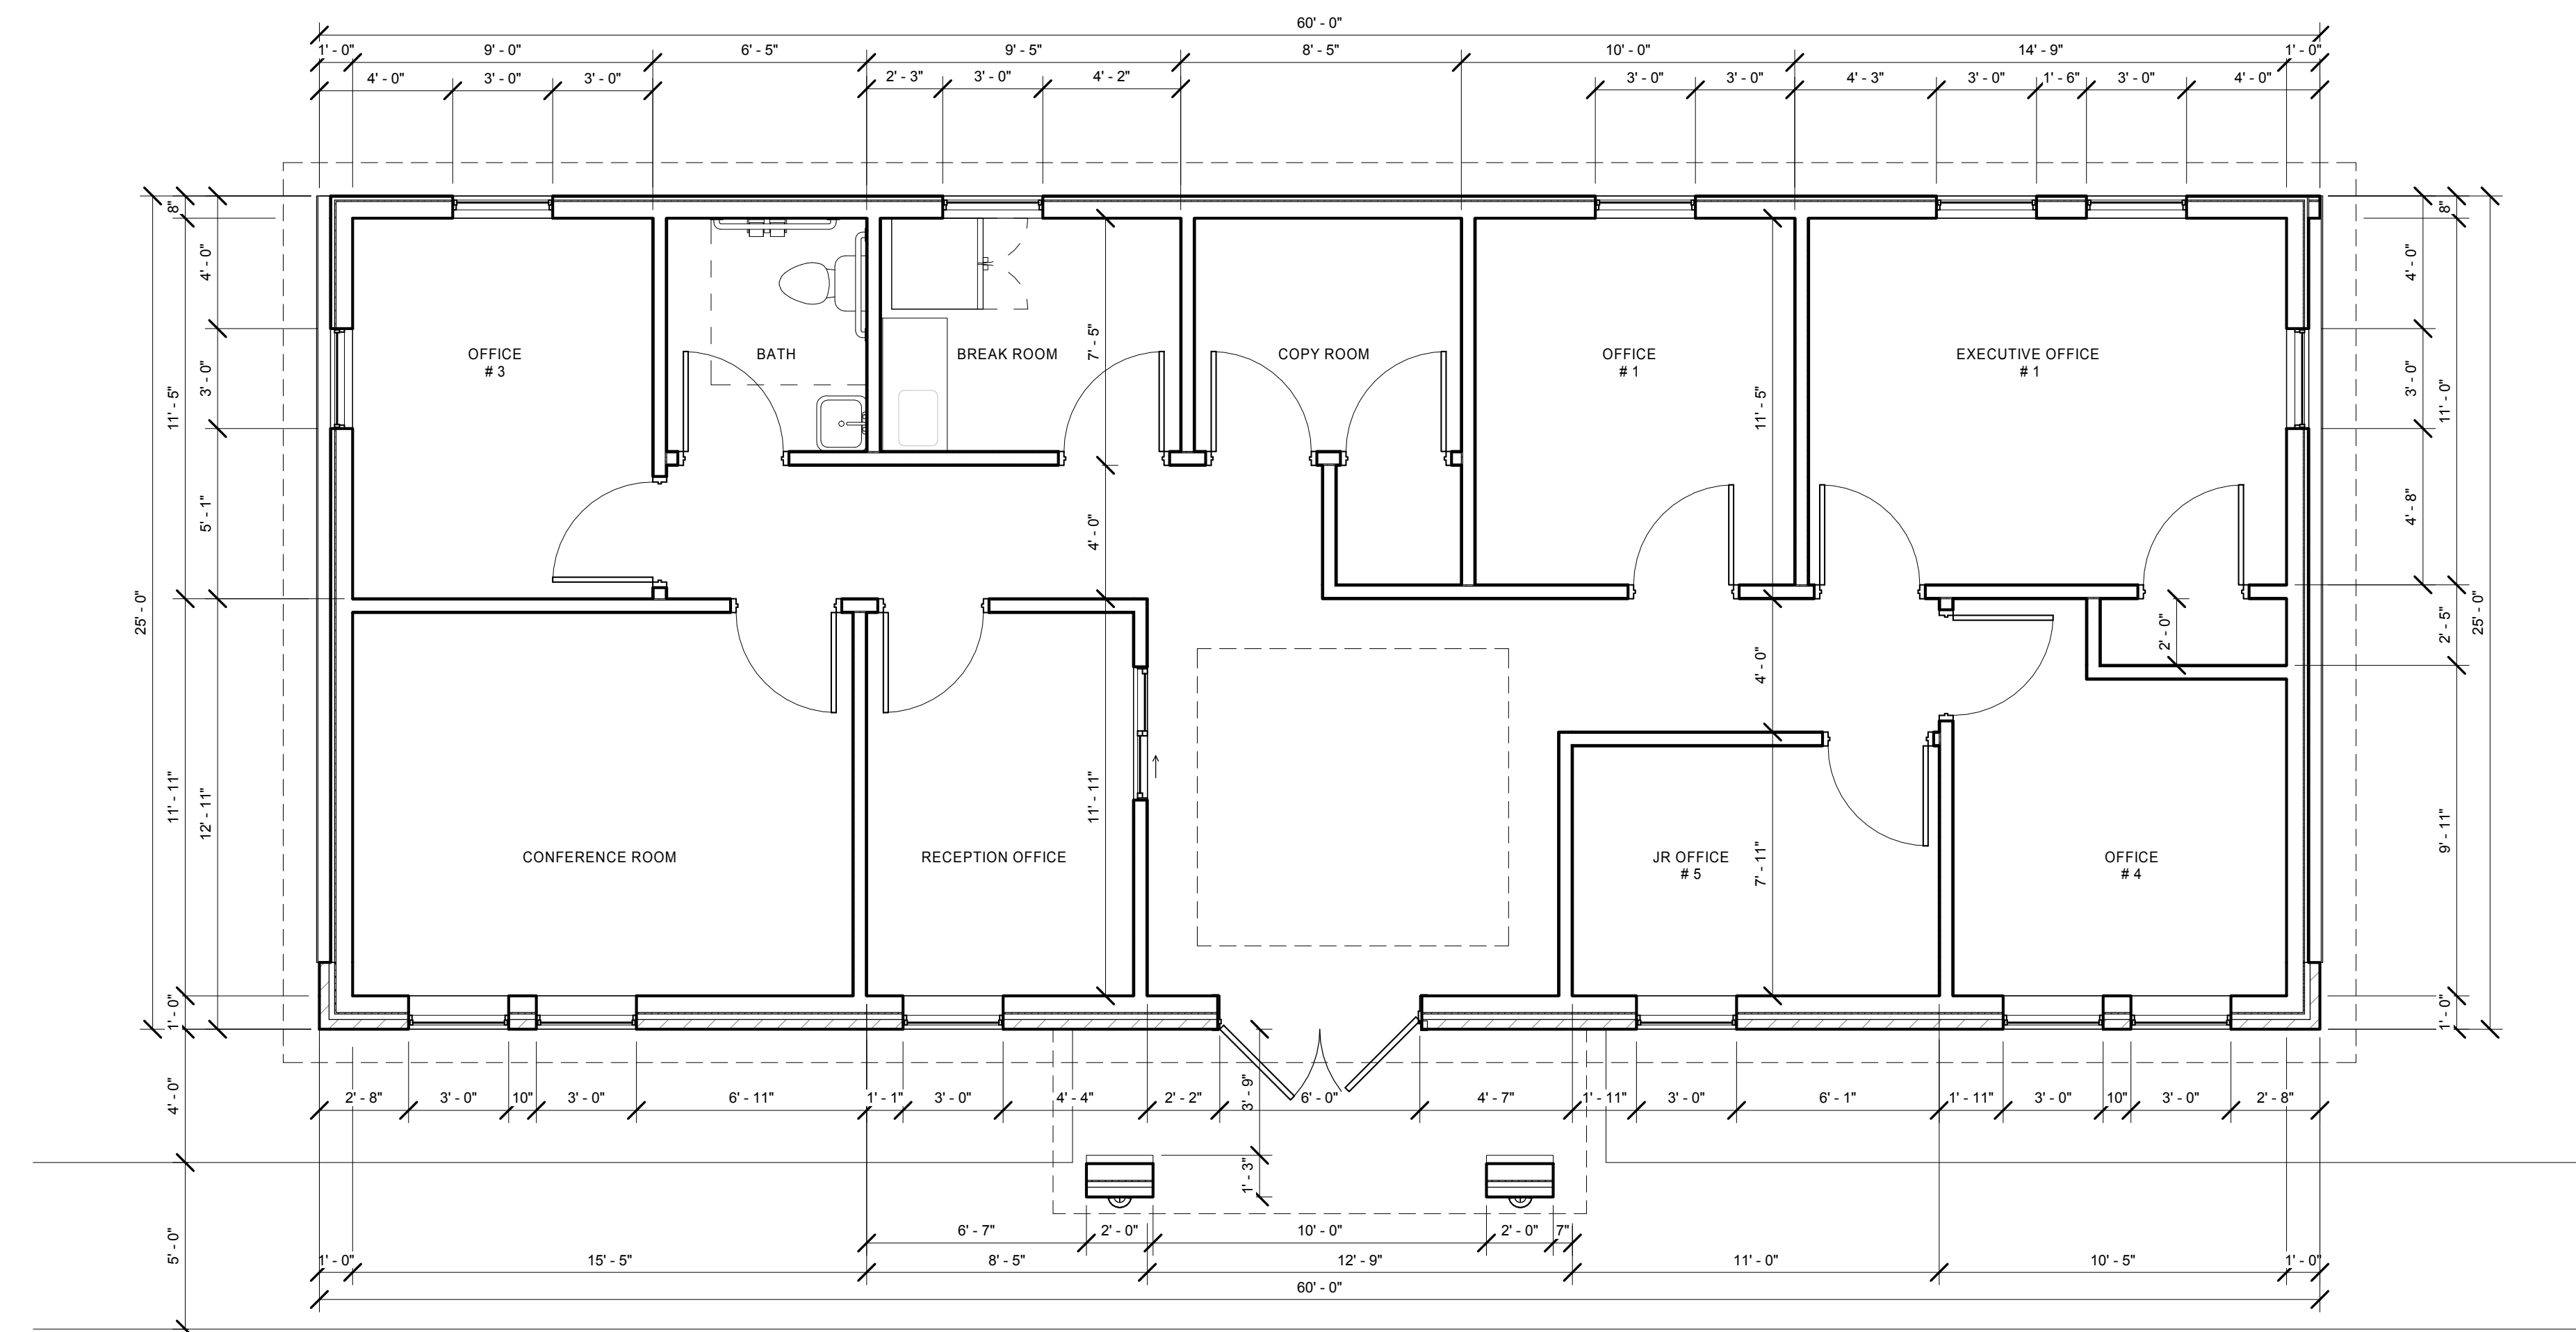 60' - 0"
1' - 0"
9' - 0"
6' - 5"
9' - 5"
8' - 5"
10' - 0"
14' - 9"
1' - 0"
4' - 0"
3' - 0"
3' - 0"
2' - 3"
3' - 0"
4' - 2"
3' - 0"
3' - 0"
4' - 3"
3' - 0"
1' - 6"
3' - 0"
4' - 0"
25' - 0"
8"
11' - 5"
11' - 11"
1' - 0"
4' - 0"
5' - 0"
4' - 0"
3' - 0"
5' - 1"
12' - 11"
OFFICE
# 3
BATH
BREAK ROOM
7' - 5"
4' - 0"
11' - 11"
COPY ROOM
OFFICE
# 1
11' - 5"
4' - 0"
7' - 11"
EXECUTIVE OFFICE
# 1
2' - 0"
4' - 0"
3' - 0"
4' - 8"
8"
11' - 0"
2' - 5"
9' - 11"
1' - 0"
25' - 0"
CONFERENCE ROOM
RECEPTION OFFICE
JR OFFICE
# 5
OFFICE
# 4
2' - 8"
3' - 0"
10"
3' - 0"
6' - 11"
1' - 1"
3' - 0"
4' - 4"
2' - 2"
3' - 9"
6' - 0"
4' - 7"
1' - 11"
3' - 0"
6' - 1"
1' - 11"
3' - 0"
10"
3' - 0"
2' - 8"
1' - 3"
6' - 7"
2' - 0"
10' - 0"
2' - 0"
7"
1' - 0"
15' - 5"
8' - 5"
12' - 9"
11' - 0"
10' - 5"
1' - 0"
60' - 0"